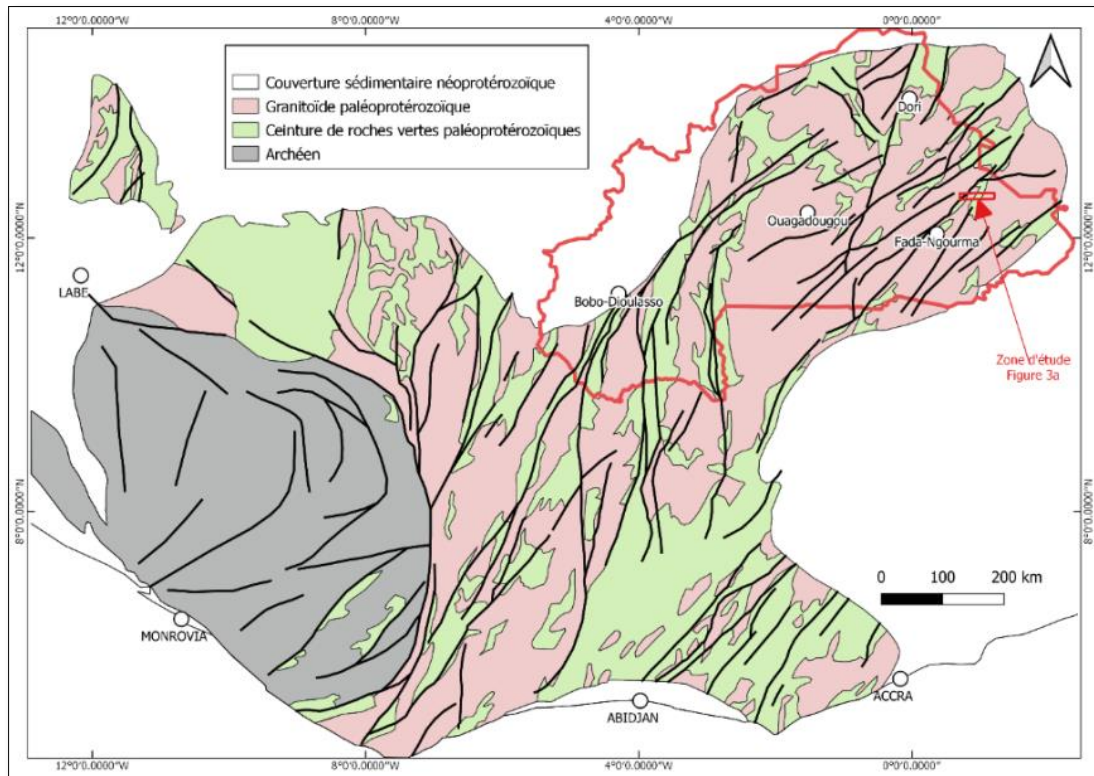 12°0'0.0000"W
8°0'0.0000"W
4°0'0.0000"W
0°0'0.0000"
Couverture sédimentaire néoprotérozoïque
Granitoïde paléoprotérozoïque
Ceinture de roches vertes paléoprotérozoïques
Archéen
Dori
Ouagadougou
Fada-Ngourma
12°0'0.0000"N
12°0'0.0000"N
LABE
Bobo-Dioulasso
Zone d'étude
Figure 3a
8°0'0.0000"N
8°0'0.0000"N
0 100 200 km
MONROVIA
ACCRA
ABIDJAN
12°0'0.0000"W
8°0'0.0000"W
4°0'0.0000"W
0°0'0.0000"